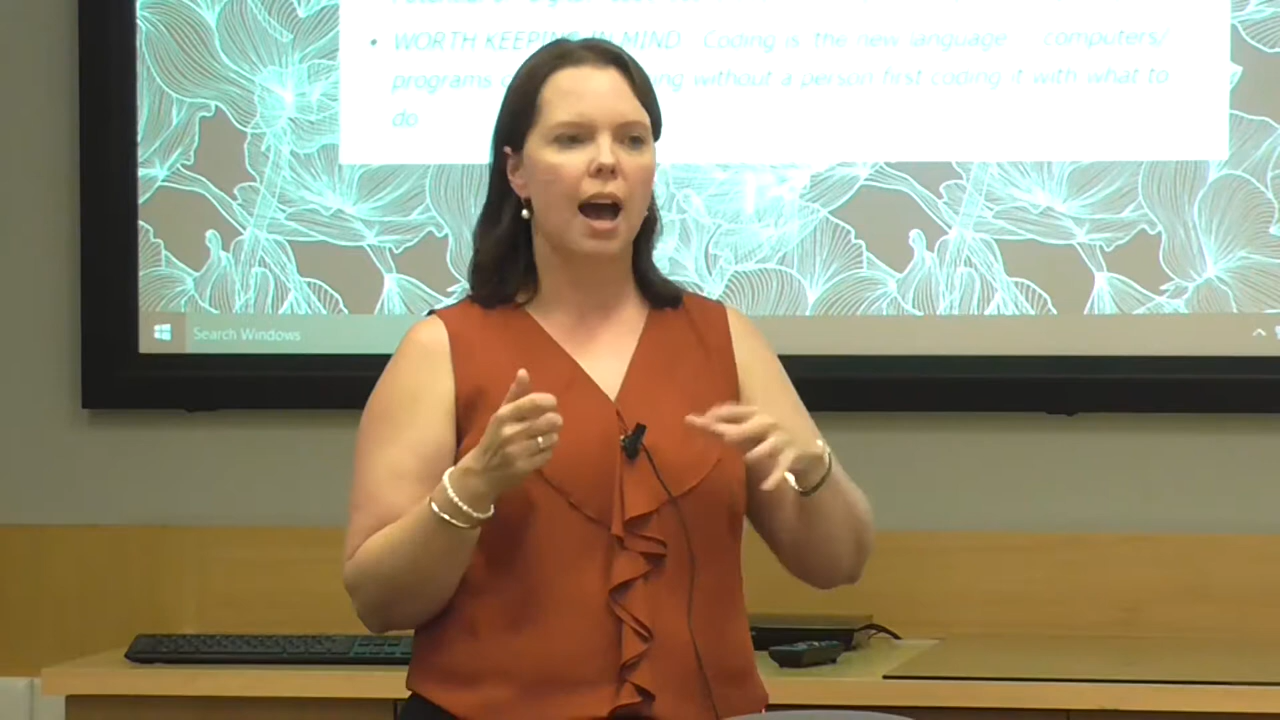 • WORTH KEEPING IN MIND: Coding is the new language computers/
programs without a person first coding it with what to
do
Search Windows